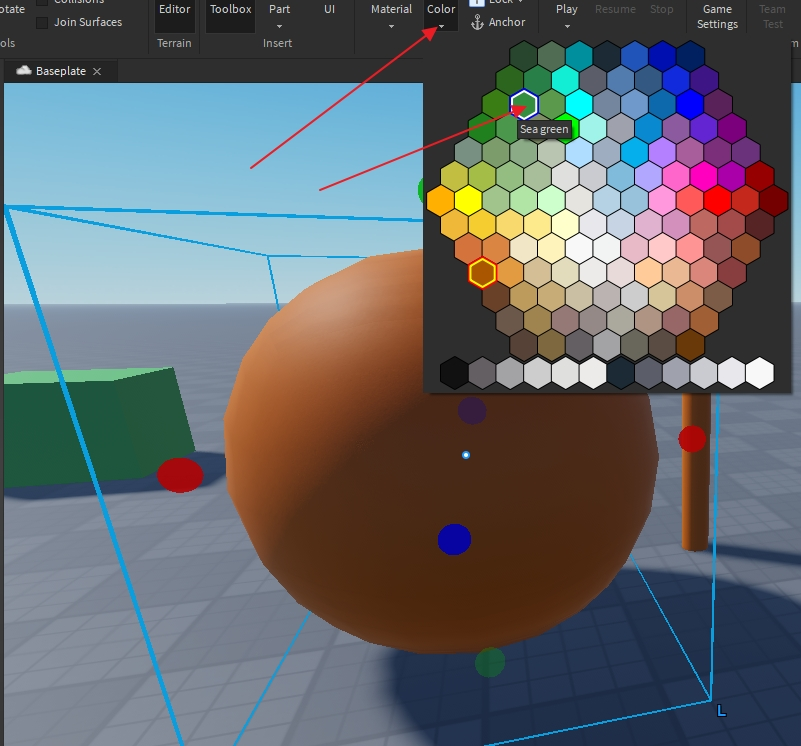 otate
Collisions
Join Surfaces
ols
Editor
Terrain
Toolbox
Part
UI
Insert
Material
Color
Lock
Anchor
Play
Resume
Stop
Game
Settings
Team
Test
Baseplate
Sea green
L